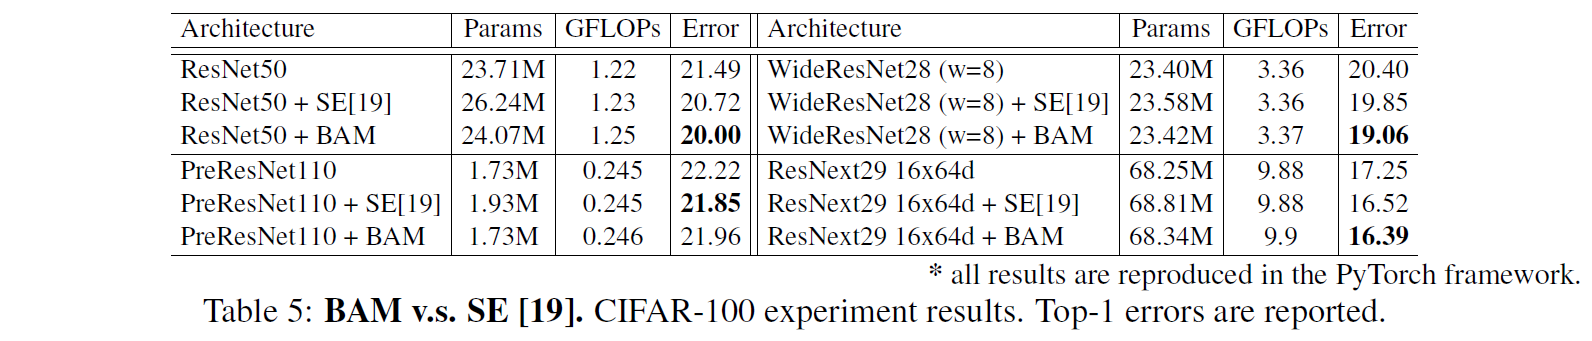 Architecture Params GFLOPs Error Architecture Params GFLOPs Error
ResNet50 23.71M 1.22 21.49 WideResNet28 (w=8) 23.40M 3.36 20.40
ResNet50 + SE[19] 26.24M 1.23 20.72 WideResNet28 (w=8) + SE[19] 23.58M 3.36 19.85
ResNet50 + BAM 24.07M 1.25 20.00 WideResNet28 (w=8) + BAM 23.42M 3.37 19.06
PreResNet110 1.73M 0.245 22.22 ResNext29 16x64d 68.25M 9.88 17.25
PreResNet110 + SE[19] 1.93M 0.245 21.85 ResNext29 16x64d + SE[19] 68.81M 9.88 16.52
PreResNet110 + BAM 1.73M 0.246 21.96 ResNext29 16x64d + BAM 68.34M 9.9 16.39
* all results are reproduced in the PyTorch framework.
Table 5: BAM v.s. SE [19]. CIFAR-100 experiment results. Top-1 errors are reported.